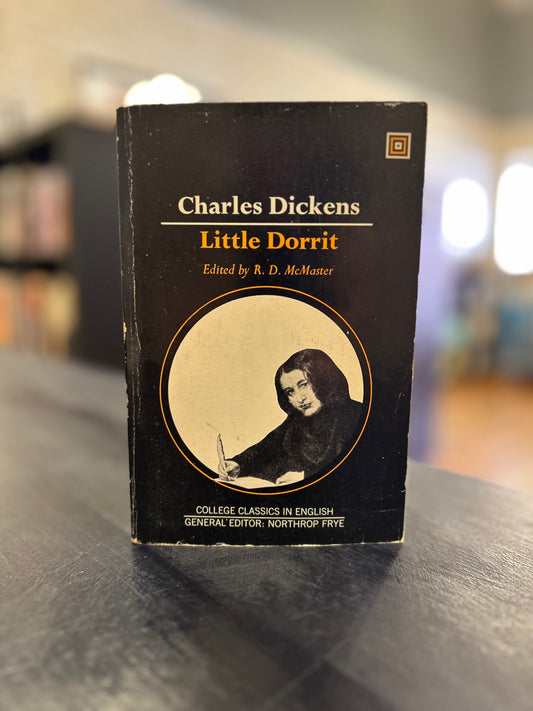 Charles Dickens
Little Dorrit
Edited by R. D. McMaster
COLLEGE CLASSICS IN ENGLISH
GENERAL EDITOR: NORTHROP FRYE